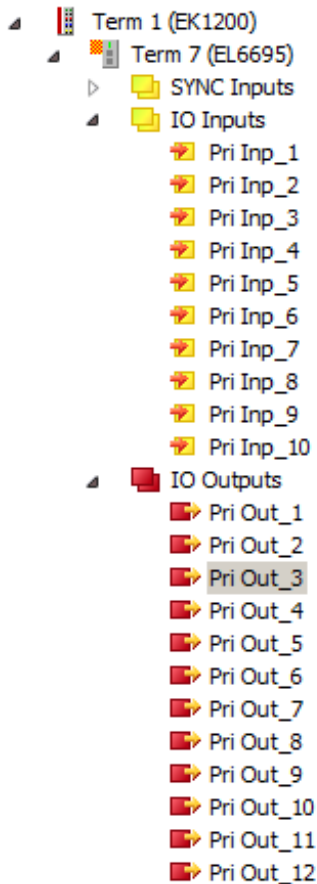 Term 1 (EK1200)
Term 7 (EL6695)
SYNC Inputs
IO Inputs
Pri Inp_1
Pri Inp_2
Pri Inp_3
Pri Inp_4
Pri Inp_5
Pri Inp_6
Pri Inp_7
Pri Inp_8
Pri Inp_9
Pri Inp_10
IO Outputs
Pri Out_1
Pri Out_2
Pri Out_3
Pri Out_4
Pri Out_5
Pri Out_6
Pri Out_7
Pri Out_8
Pri Out_9
Pri Out_10
Pri Out_11
Pri Out_12